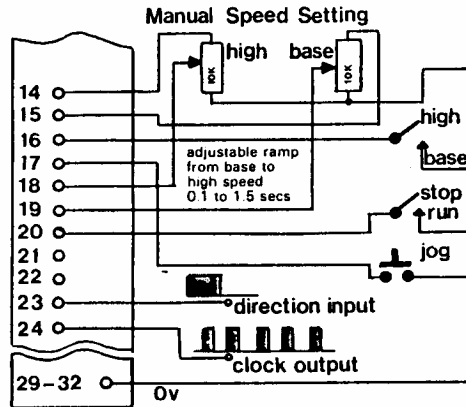 Manual Speed Setting
high
base
10K
10K
14
15
16
17
18
19
20
21
22
23
24
29-32
high
base
adjustable ramp
from base to
high speed
0.1 to 1.5 secs
stop
run
jog
direction input
clock output
0v